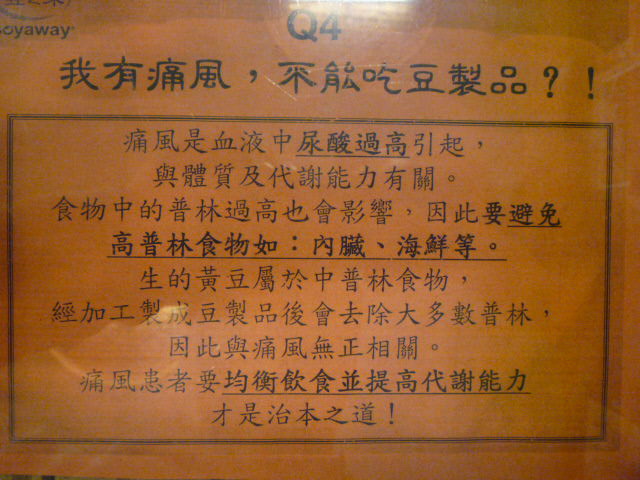 oyaway
Q4
我有痛風，不能吃豆製品？！
痛風是血液中尿酸過高引起，
與體質及代謝能力有關。
食物中的普林過高也會影響，因此要避免
高普林食物如：內臟、海鮮等。
生的黃豆屬於中普林食物，
經加工製成豆製品後會去除大多數普林，
因此與痛風無正相關。
痛風患者要均衡飲食並提高代謝能力
才是治本之道！